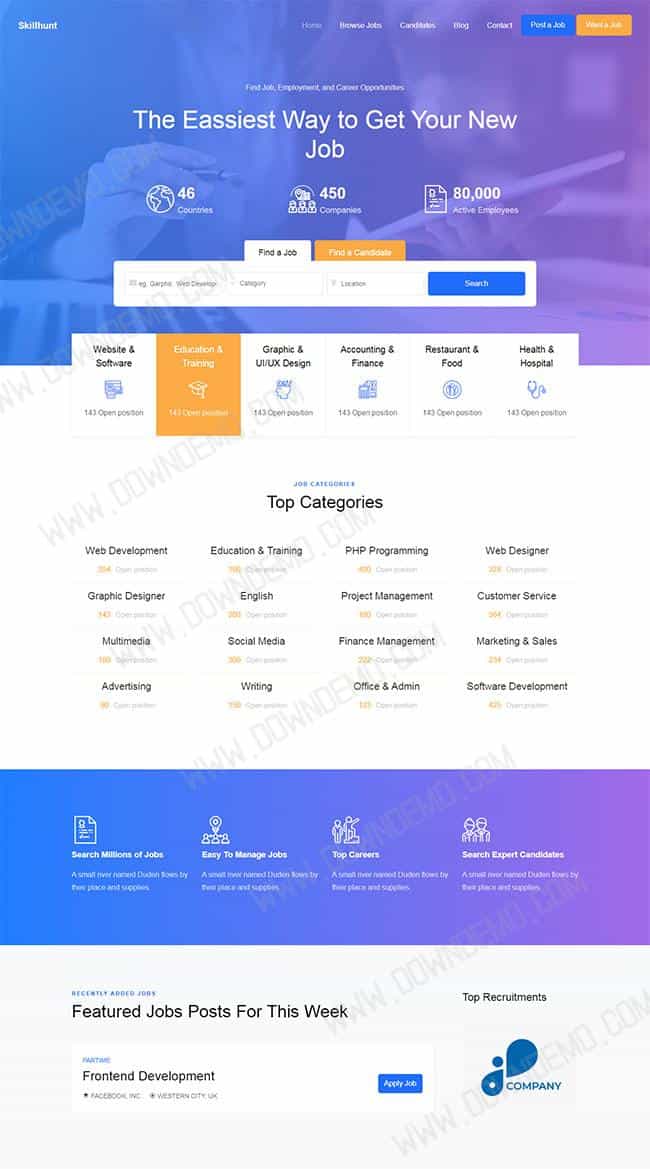 Skillhunt
Home Browse Jobs Canditates Blog Contact Post a Job Want a Job
Find Job, Employment, and Career Opportunities
The Eassiest Way to Get Your New
Job
46
Countries
450
Companies
80,000
Active Employees
Find a Job Find a Candidate
eg. Garphic. Web Developer Category Location Search
Website &
Software
143 Open position
Education &
Training
143 Open position
Graphic &
UI/UX Design
143 Open position
Accounting &
Finance
143 Open position
Restaurant &
Food
143 Open position
Health &
Hospital
143 Open position
JOB CATEGORIES
Top Categories
Web Development Education & Training PHP Programming Web Designer
354 Open position Open position 400 Open position Open position
Graphic Designer English Project Management Customer Service
143 Open position Open position Open position 564 Open position
Multimedia Social Media Finance Management Marketing & Sales
Open position Open position 222 Open position 234 Open position
Advertising Writing Office & Admin Software Development
90 Open position 150 Open position 123 Open position 425 Open position
Search Millions of Jobs
A small river named Duden flows by
their place and supplies.
Easy To Manage Jobs
A small river named Duden flows by
their place and supplies.
Top Careers
A small river named Duden flows by
their place and supplies.
Search Expert Candidates
A small river named Duden flows by
their place and supplies.
RECENTLY ADDED JOBS
Featured Jobs Posts For This Week
PARTIME
Frontend Development
FACEBOOK, INC. WESTERN CITY, UK
Apply Job
Top Recruitments
COMPANY
WWW.DOWNDEMO.COM